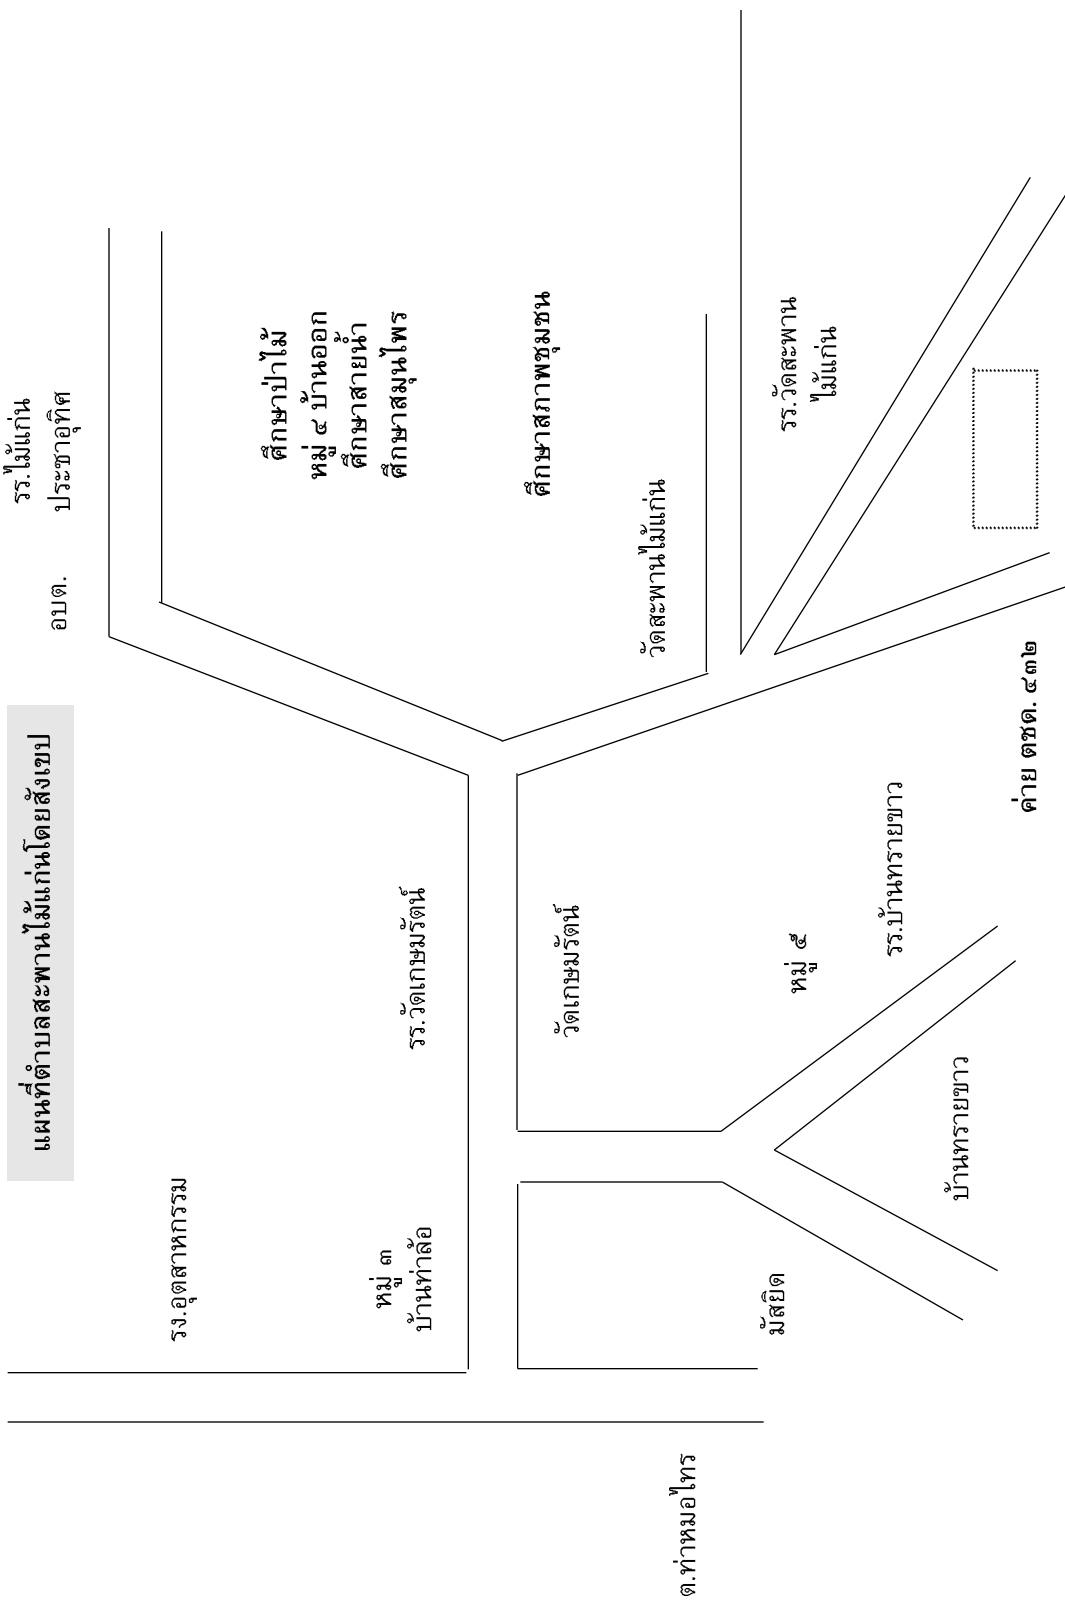 แผนที่ตำบลสะพานไม้แก่นโดยสังเขป
อบต.
รร.ไม้แก่น
ประชาอุทิศ
รง.อุตสาหกรรม
ศึกษาป่าไม้
หมู่ ๔ บ้านออก
ศึกษาสายน้ำ
ศึกษาสมุนไพร
หมู่ ๓
บ้านท่าล้อ
รร.วัดเกษมรัตน์
ศึกษาสภาพชุมชน
วัดเกษมรัตน์
วัดสะพานไม้แก่น
ต.ท่าหมอไทร
มัสยิด
หมู่ ๕
รร.วัดสะพาน
ไม้แก่น
รร.บ้านทรายขาว
บ้านทรายขาว
ค่าย ตชด. ๔๓๒